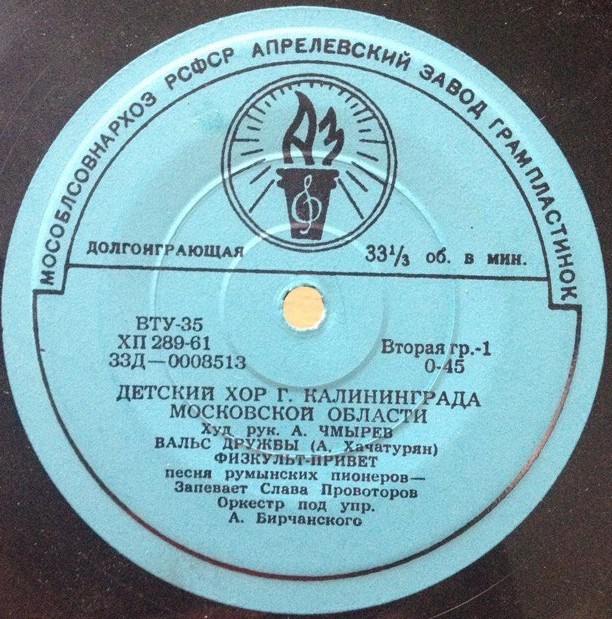 МОСОБЛСОВНАРХОЗ РСФСР АПРЕЛЕВСКИЙ ЗАВОД ГРАМПЛАСТИНОК
АЗ
ДОЛГОИГРАЮЩАЯ 33⅓ об. в мин.
ВТУ-35
ХП 289-61 Вторая гр.-1
33Д—0008513 0-45
ДЕТСКИЙ ХОР Г. КАЛИНИНГРАДА
МОСКОВСКОЙ ОБЛАСТИ
Худ рук. А. ЧМЫРЕВ
ВАЛЬС ДРУЖБЫ (А. Хачатурян)
ФИЗКУЛЬТ-ПРИВЕТ
песня румынских пионеров—
Запевает Слава Провоторов
Оркестр под упр.
А. Бирчанского